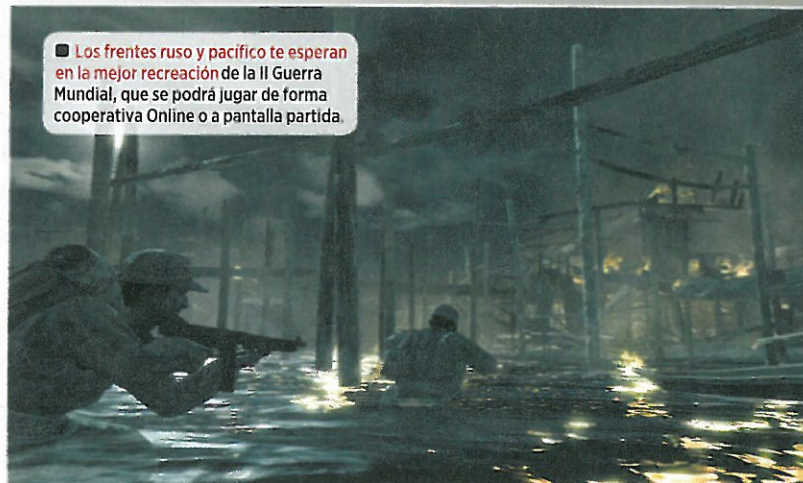 ■ Los frentes ruso y pacífico te esperan
en la mejor recreación de la II Guerra
Mundial, que se podrá jugar de forma
cooperativa Online o a pantalla partida.